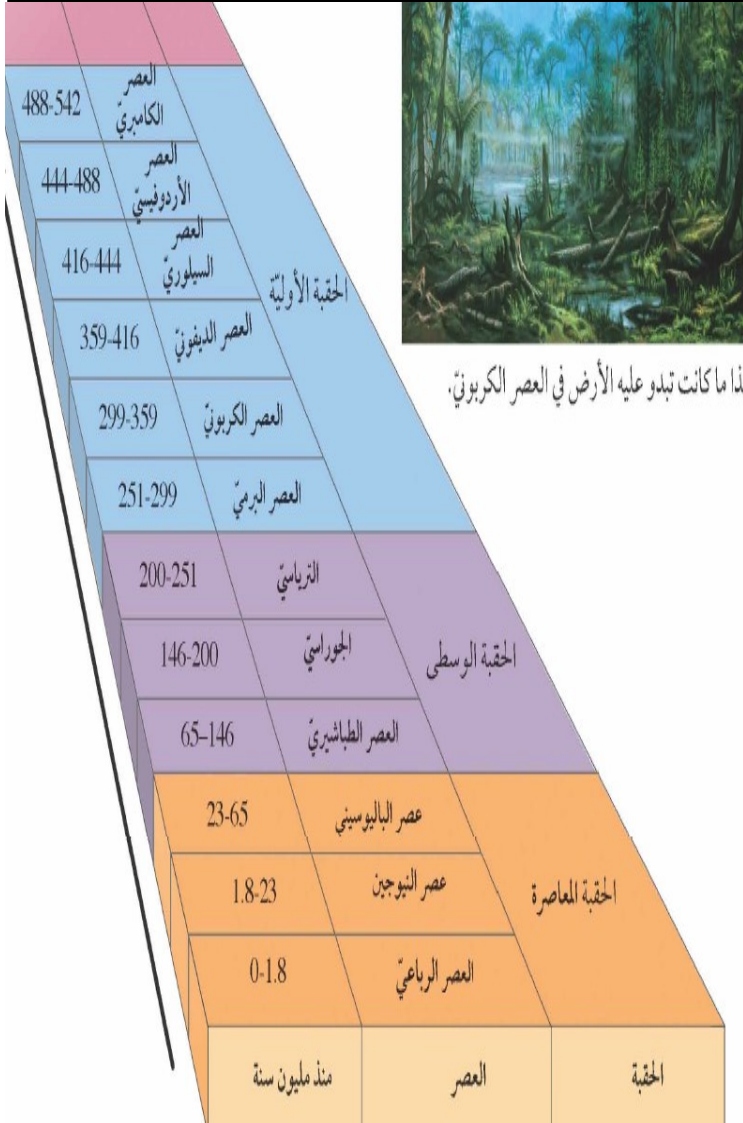 العصر
الكامبريّ
488-542
العصر
الأردوفيسيّ
444-488
العصر
السيلوريّ
416-444
الحقبة الأوليّة
العصر الديفونيّ
359-416
العصر الكربونيّ
299-359
العصر البرميّ
251-299
ذا ما كانت تبدو عليه الأرض في العصر الكربونيّ.
الترياسيّ
200-251
الحقبة الوسطى
الجوراسيّ
146-200
العصر الطباشيريّ
65–146
عصر الباليوسيني
23-65
الحقبة المعاصرة
عصر النيوجين
1.8-23
العصر الرباعيّ
0-1.8
الحقبة
العصر
منذ مليون سنة